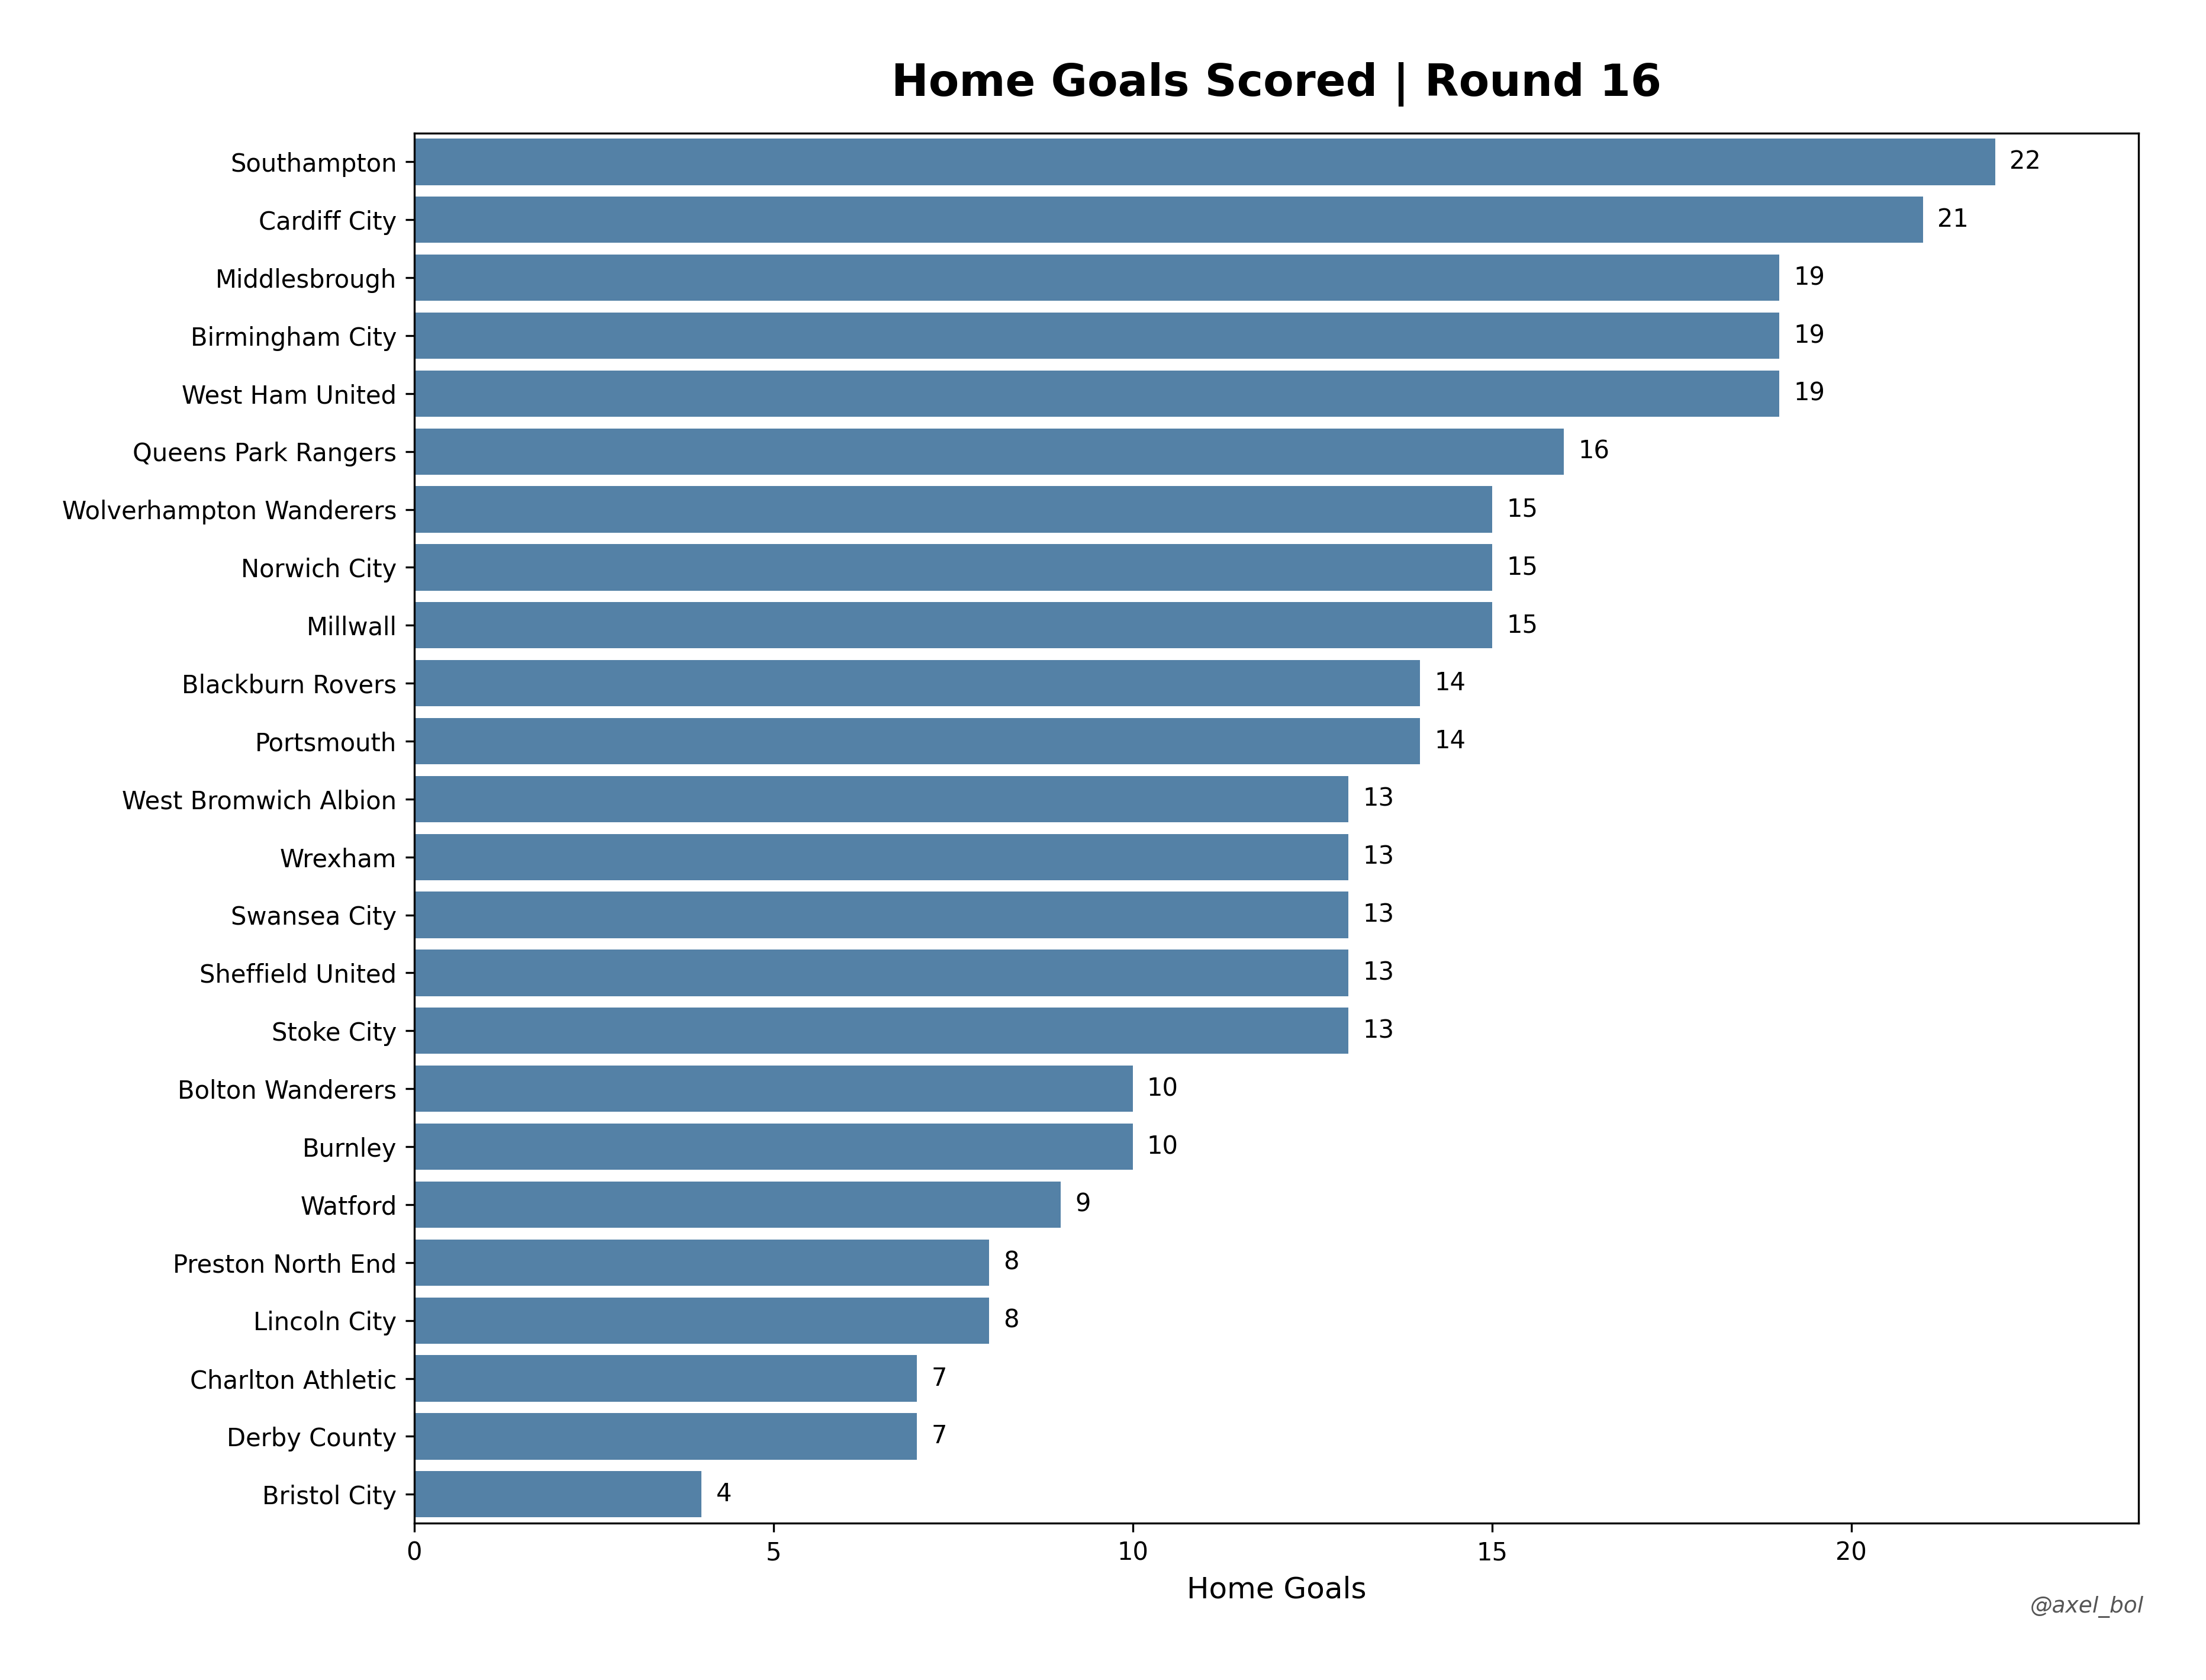 Home Goals Scored | Round 16
Southampton 22
Cardiff City 21
Middlesbrough 19
Birmingham City 19
West Ham United 19
Queens Park Rangers 16
Wolverhampton Wanderers 15
Norwich City 15
Millwall 15
Blackburn Rovers 14
Portsmouth 14
West Bromwich Albion 13
Wrexham 13
Swansea City 13
Sheffield United 13
Stoke City 13
Bolton Wanderers 10
Burnley 10
Watford 9
Preston North End 8
Lincoln City 8
Charlton Athletic 7
Derby County 7
Bristol City 4
0 5 10 15 20
Home Goals
@axel_bol